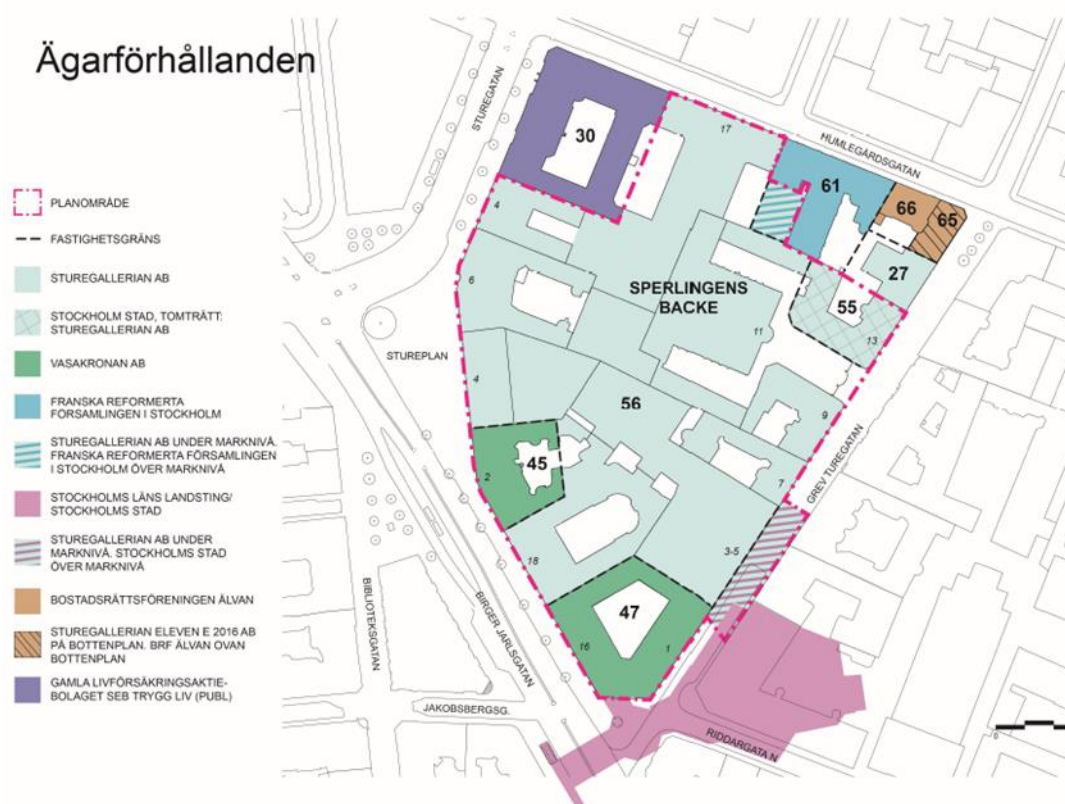 Ägarförhållanden
PLANOMRÅDE
FASTIGHETSGRÄNS
STUREGALLERIAN AB
STOCKHOLM STAD, TOMTRÄTT:
STUREGALLERIAN AB
VASAKRONAN AB
FRANSKA REFORMERTA
FÖRSAMLINGEN I STOCKHOLM
STUREGALLERIAN AB UNDER MARKNIVÅ.
FRANSKA REFORMERTA FÖRSAMLINGEN
I STOCKHOLM ÖVER MARKNIVÅ
STOCKHOLMS LÄNS LANDSTING/
STOCKHOLMS STAD
STUREGALLERIAN AB UNDER
MARKNIVÅ. STOCKHOLMS STAD
ÖVER MARKNIVÅ
BOSTADSRÄTTSFÖRENINGEN ÄLVAN
STUREGALLERIAN ELEVEN E 2016 AB
PÅ BOTTENPLAN. BRF ÄLVAN OVAN
BOTTENPLAN
GAMLA LIVFÖRSÄKRINGSAKTIE-
BOLAGET SEB TRYGG LIV (PUBL)
STUREGATAN
HUMLEGÅRDSGATAN
30
17
61
66
65
27
4
6
SPERLINGENS
BACKE
55
11
13
STUREPLAN
4
56
9
GREV TUREGATAN
45
2
7
3-5
18
47
16
1
BIBLIOTEKSGATAN
BIRGER JARLSGATAN
JAKOBSBERGSG.
RIDDARGATA N
0